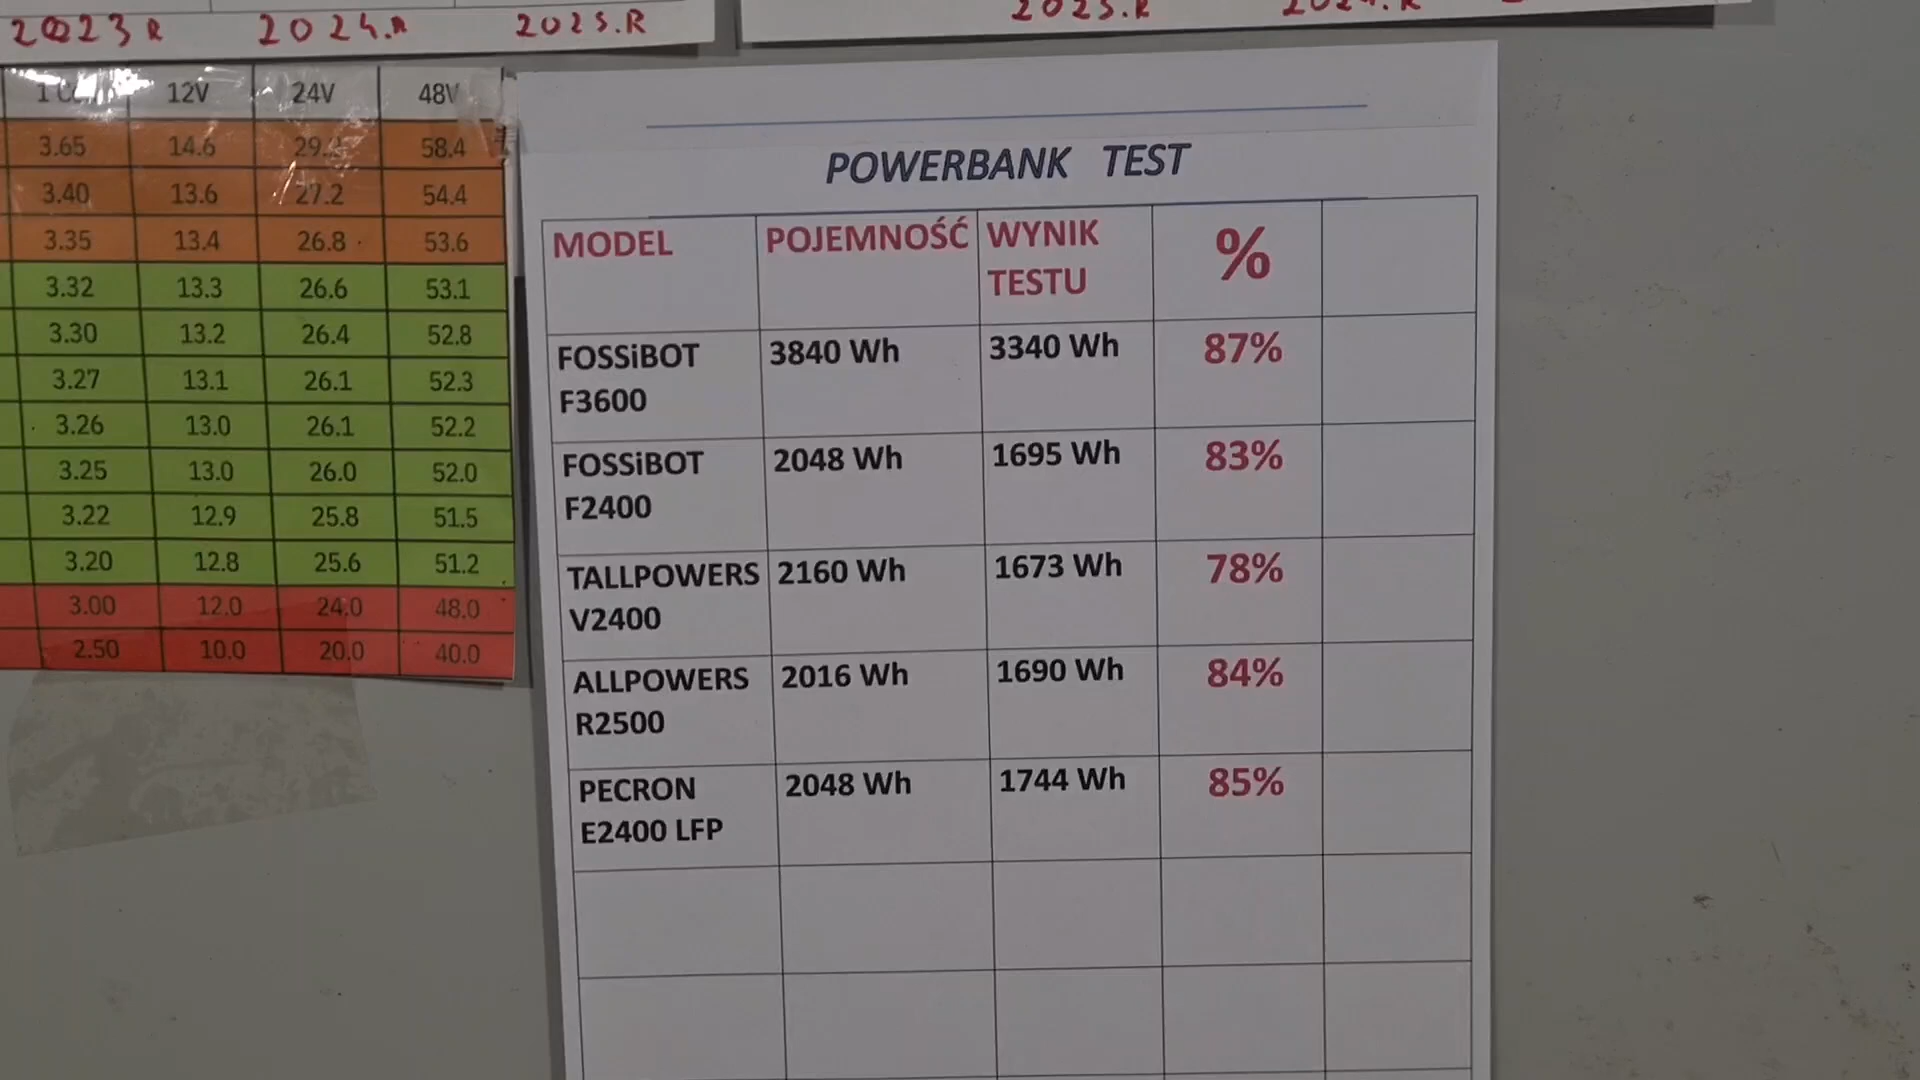 2023R 2024.R 2025.R
12V 24V 48V
3.65 14.6 58.4
3.40 13.6 27.2 54.4
3.35 13.4 26.8 53.6
3.32 13.3 26.6 53.1
3.30 13.2 26.4 52.8
3.27 13.1 26.1 52.3
3.26 13.0 26.1 52.2
3.25 13.0 26.0 52.0
3.22 12.9 25.8 51.5
3.20 12.8 25.6 51.2
3.00 12.0 24.0 48.0
2.50 10.0 20.0 40.0
POWERBANK TEST
MODEL POJEMNOŚĆ WYNIK %
TESTU
FOSSiBOT 3840 Wh 3340 Wh 87%
F3600
FOSSiBOT 2048 Wh 1695 Wh 83%
F2400
TALLPOWERS 2160 Wh 1673 Wh 78%
V2400
ALLPOWERS 2016 Wh 1690 Wh 84%
R2500
PECRON 2048 Wh 1744 Wh 85%
E2400 LFP